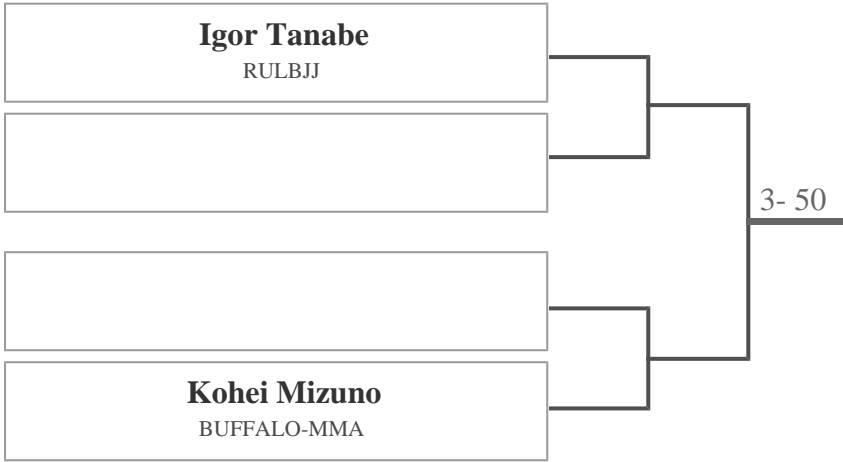 Igor Tanabe
RULBJJ
3- 50
Kohei Mizuno
BUFFALO-MMA